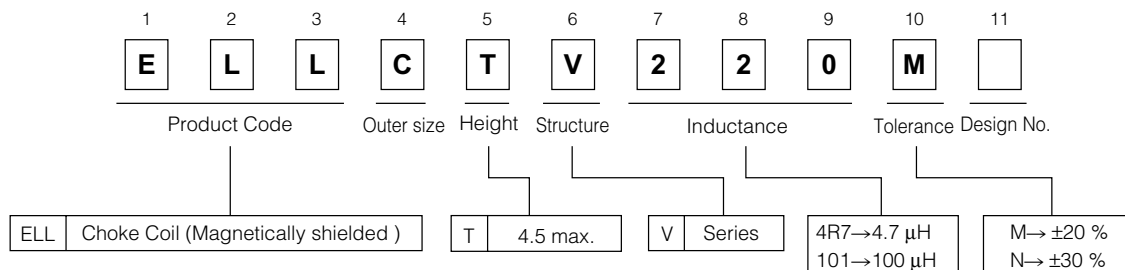 1 2 3 4 5 6 7 8 9 10 11
E L L C T V 2 2 0 M
Product Code Outer size Height Structure Inductance Tolerance Design No.
ELL Choke Coil (Magnetically shielded ) T 4.5 max. V Series 4R7→4.7 µH M→ ±20 %
101→100 µH N→ ±30 %